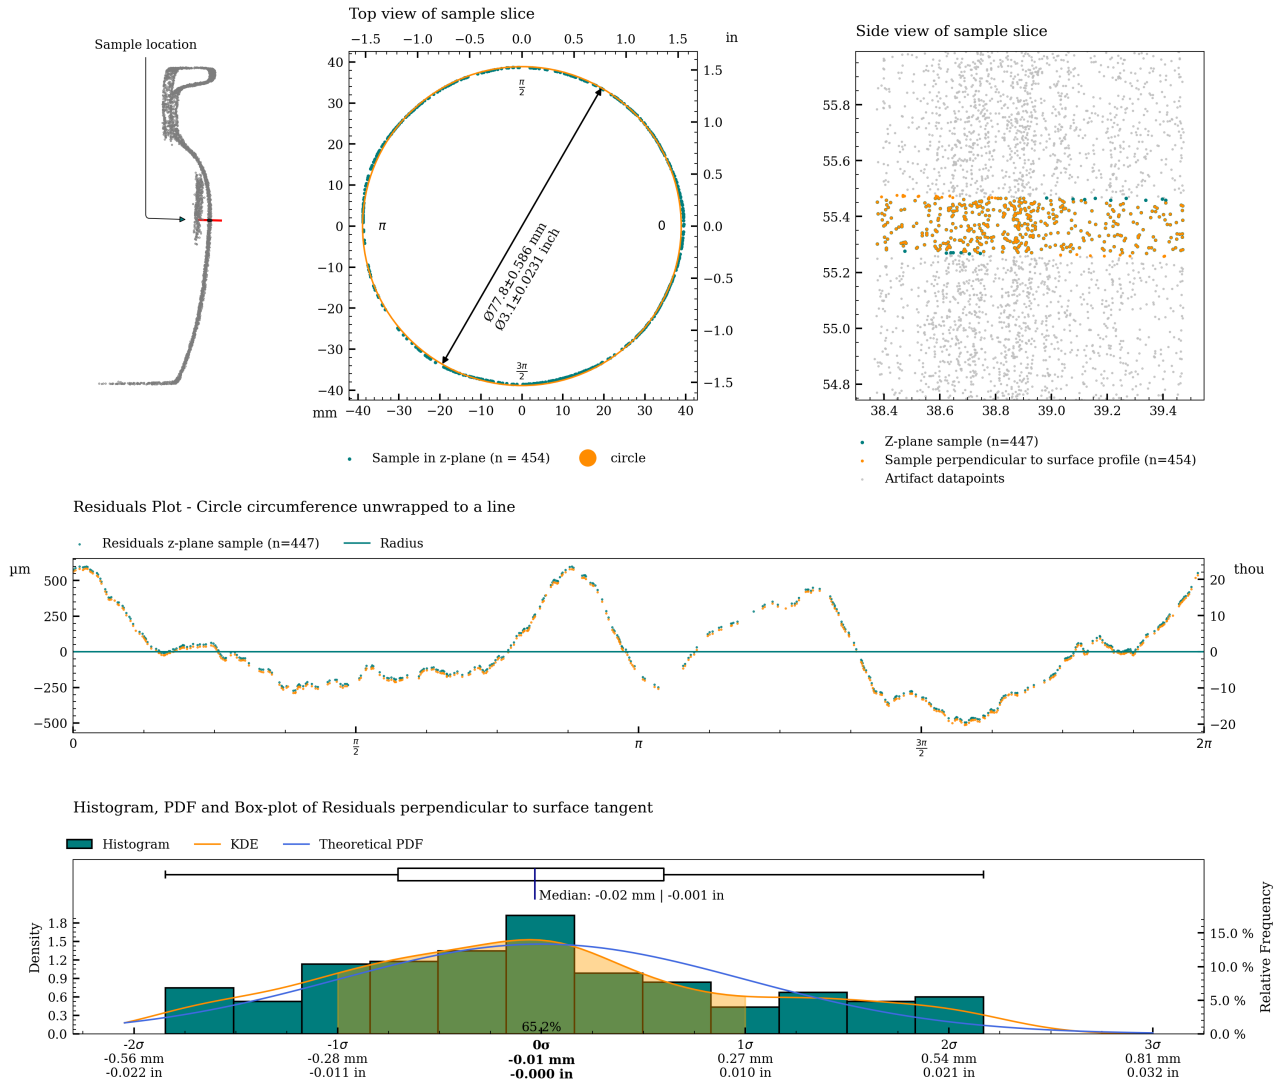 Sample location
Top view of sample slice
−1.5 −1.0 −0.5 0.0 0.5 1.0 1.5 in
40
30
20
10
0
−10
−20
−30
−40
1.5
1.0
0.5
0.0
−0.5
−1.0
−1.5
π/2
π
0
3π/2
Ø77.8±0.586 mm
Ø3.1±0.0231 inch
mm −40 −30 −20 −10 0 10 20 30 40
Sample in z-plane (n = 454) circle
Side view of sample slice
55.8
55.6
55.4
55.2
55.0
54.8
38.4 38.6 38.8 39.0 39.2 39.4
Z-plane sample (n=447)
Sample perpendicular to surface profile (n=454)
Artifact datapoints
Residuals Plot - Circle circumference unwrapped to a line
Residuals z-plane sample (n=447) Radius
µm
500
250
0
−250
−500
thou
20
10
0
−10
−20
0 π/2 π 3π/2 2π
Histogram, PDF and Box-plot of Residuals perpendicular to surface tangent
Histogram KDE Theoretical PDF
Median: -0.02 mm | -0.001 in
Density
1.8
1.5
1.2
0.9
0.6
0.3
0.0
Relative Frequency
15.0 %
10.0 %
5.0 %
0.0 %
65.2%
-2σ -1σ 0σ 1σ 2σ 3σ
-0.56 mm -0.28 mm -0.01 mm 0.27 mm 0.54 mm 0.81 mm
-0.022 in -0.011 in -0.000 in 0.010 in 0.021 in 0.032 in